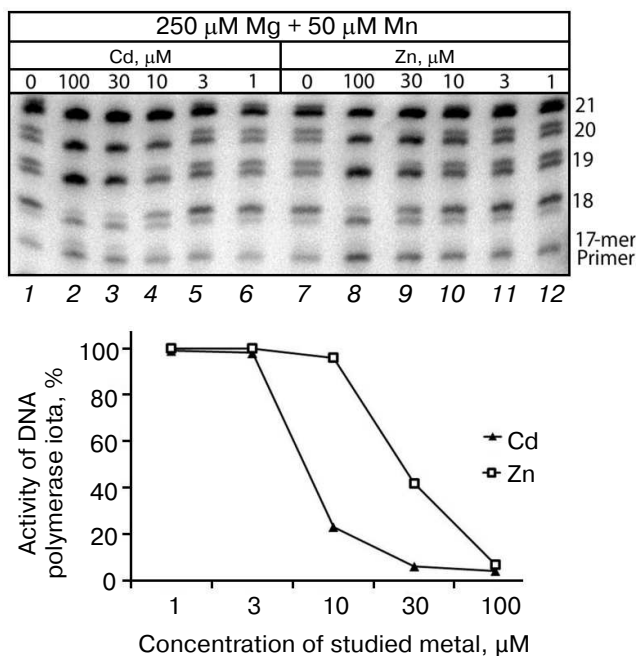 250 µM Mg + 50 µM Mn
Cd, µM Zn, µM
0 100 30 10 3 1 0 100 30 10 3 1
21
20
19
18
17-mer
Primer
1 2 3 4 5 6 7 8 9 10 11 12
Activity of DNA
polymerase iota, %
100
80
60
40
20
0
Cd
Zn
1 3 10 30 100
Concentration of studied metal, µM